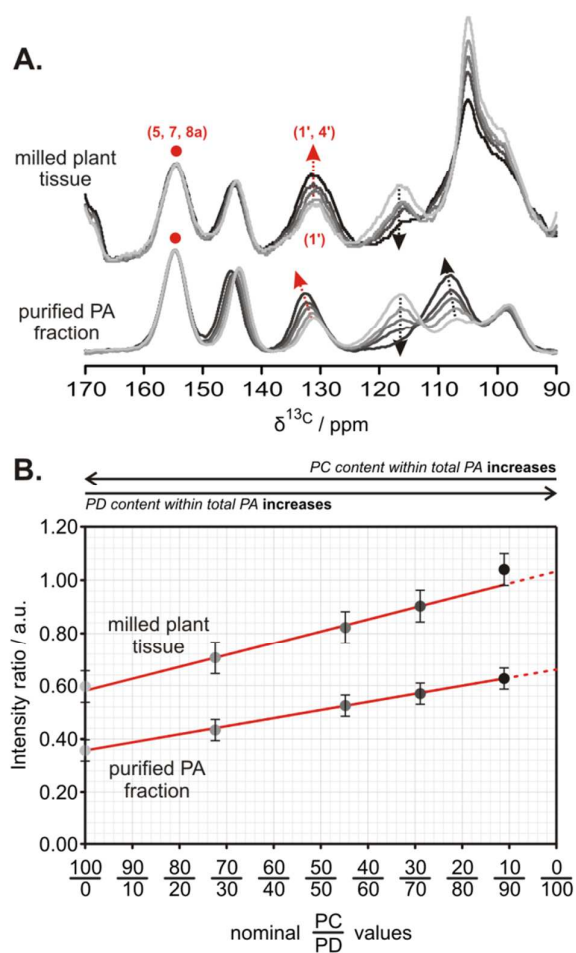 A.
(5, 7, 8a)
(1', 4')
milled plant
tissue
(1')
purified PA
fraction
170 160 150 140 130 120 110 100 90
δ13C / ppm
B.
PC content within total PA increases
PD content within total PA increases
1.20
1.00
0.80
0.60
0.40
0.20
0.00
Intensity ratio / a.u.
milled plant
tissue
purified PA
fraction
100 90 80 70 60 50 40 30 20 10 0
0 10 20 30 40 50 60 70 80 90 100
nominal PC/PD values